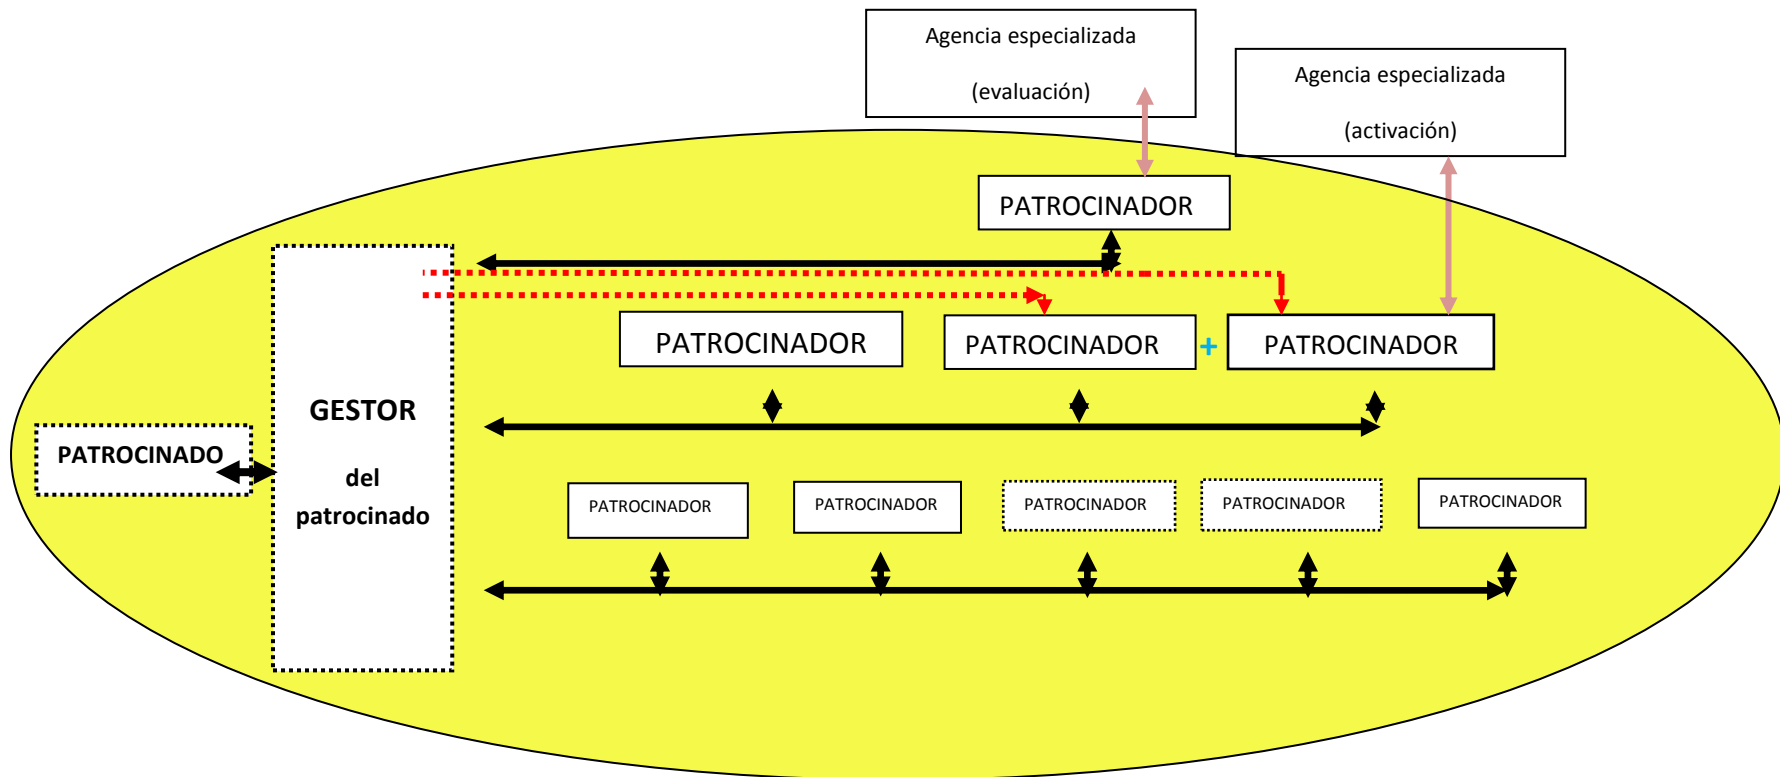 Agencia especializada
(evaluación)
Agencia especializada
(activación)
PATROCINADOR
PATROCINADOR
PATROCINADOR
+
PATROCINADOR
GESTOR
del
patrocinado
PATROCINADO
PATROCINADOR
PATROCINADOR
PATROCINADOR
PATROCINADOR
PATROCINADOR